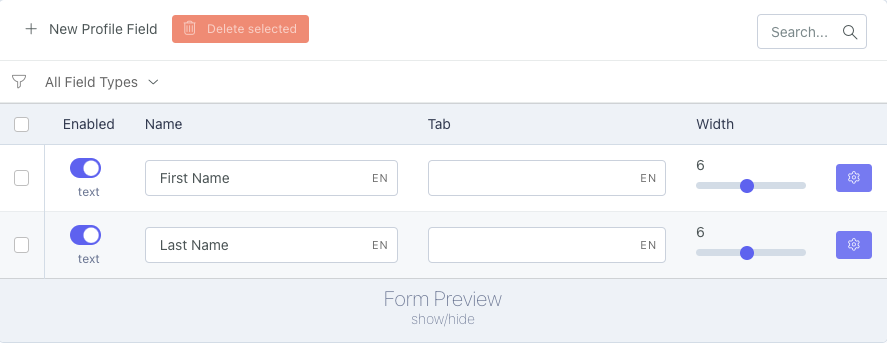 New Profile Field
Delete selected
Search...
All Field Types
Enabled Name Tab Width
text First Name EN EN 6
text Last Name EN EN 6
Form Preview
show/hide